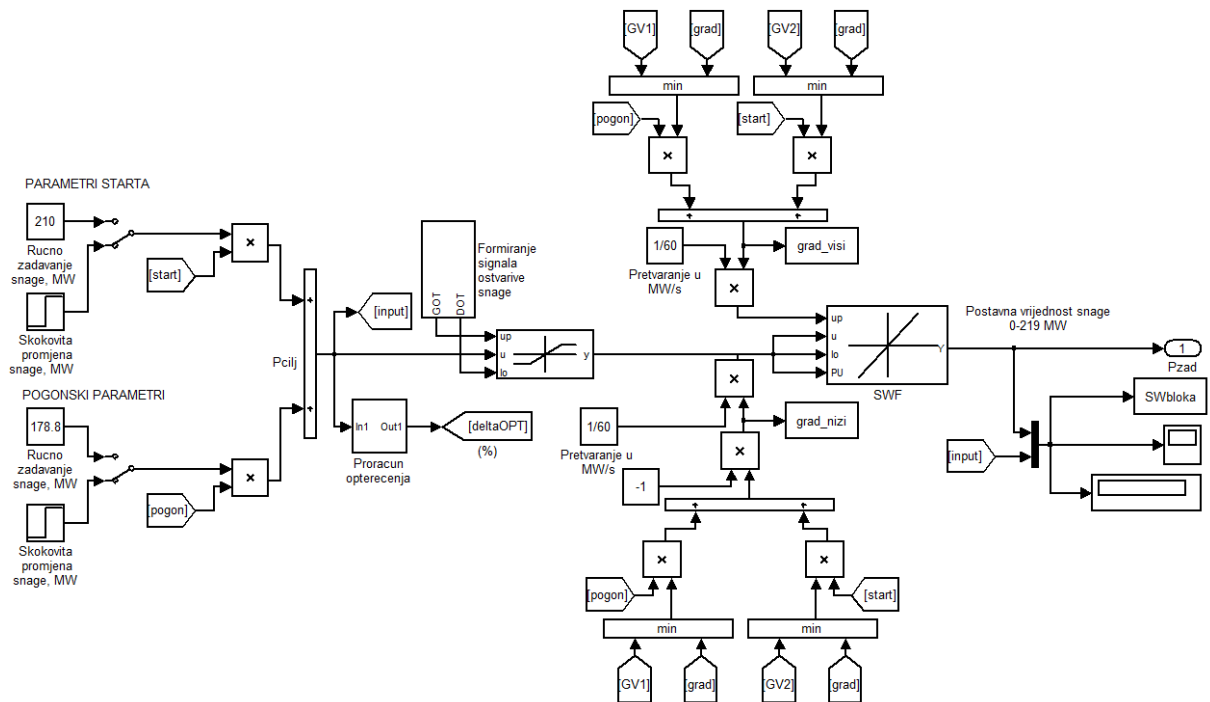 [GV1]
[grad]
[GV2]
[grad]
min
min
[pogon]
[start]
×
×
PARAMETRI STARTA
210
Rucno
zadavanje
snage, MW
[start]
×
Skokovita
promjena
snage, MW
+
+
Pcilj
[input]
Formiranje
signala
ostvarive
snage
GOT
DOT
up
u
lo
y
+
+
1/60
Pretvaranje u
MW/s
grad_visi
×
up
u
lo
PU
Y
SWF
Postavna vrijednost snage
0-219 MW
1
Pzad
SWbloka
[input]
POGONSKI PARAMETRI
178.8
Rucno
zadavanje
snage, MW
[pogon]
×
Skokovita
promjena
snage, MW
In1
Out1
Proracun
opterecenja
[deltaOPT]
(%)
×
1/60
Pretvaranje u
MW/s
grad_nizi
-1
×
+
+
×
×
[pogon]
[start]
min
min
[GV1]
[grad]
[GV2]
[grad]